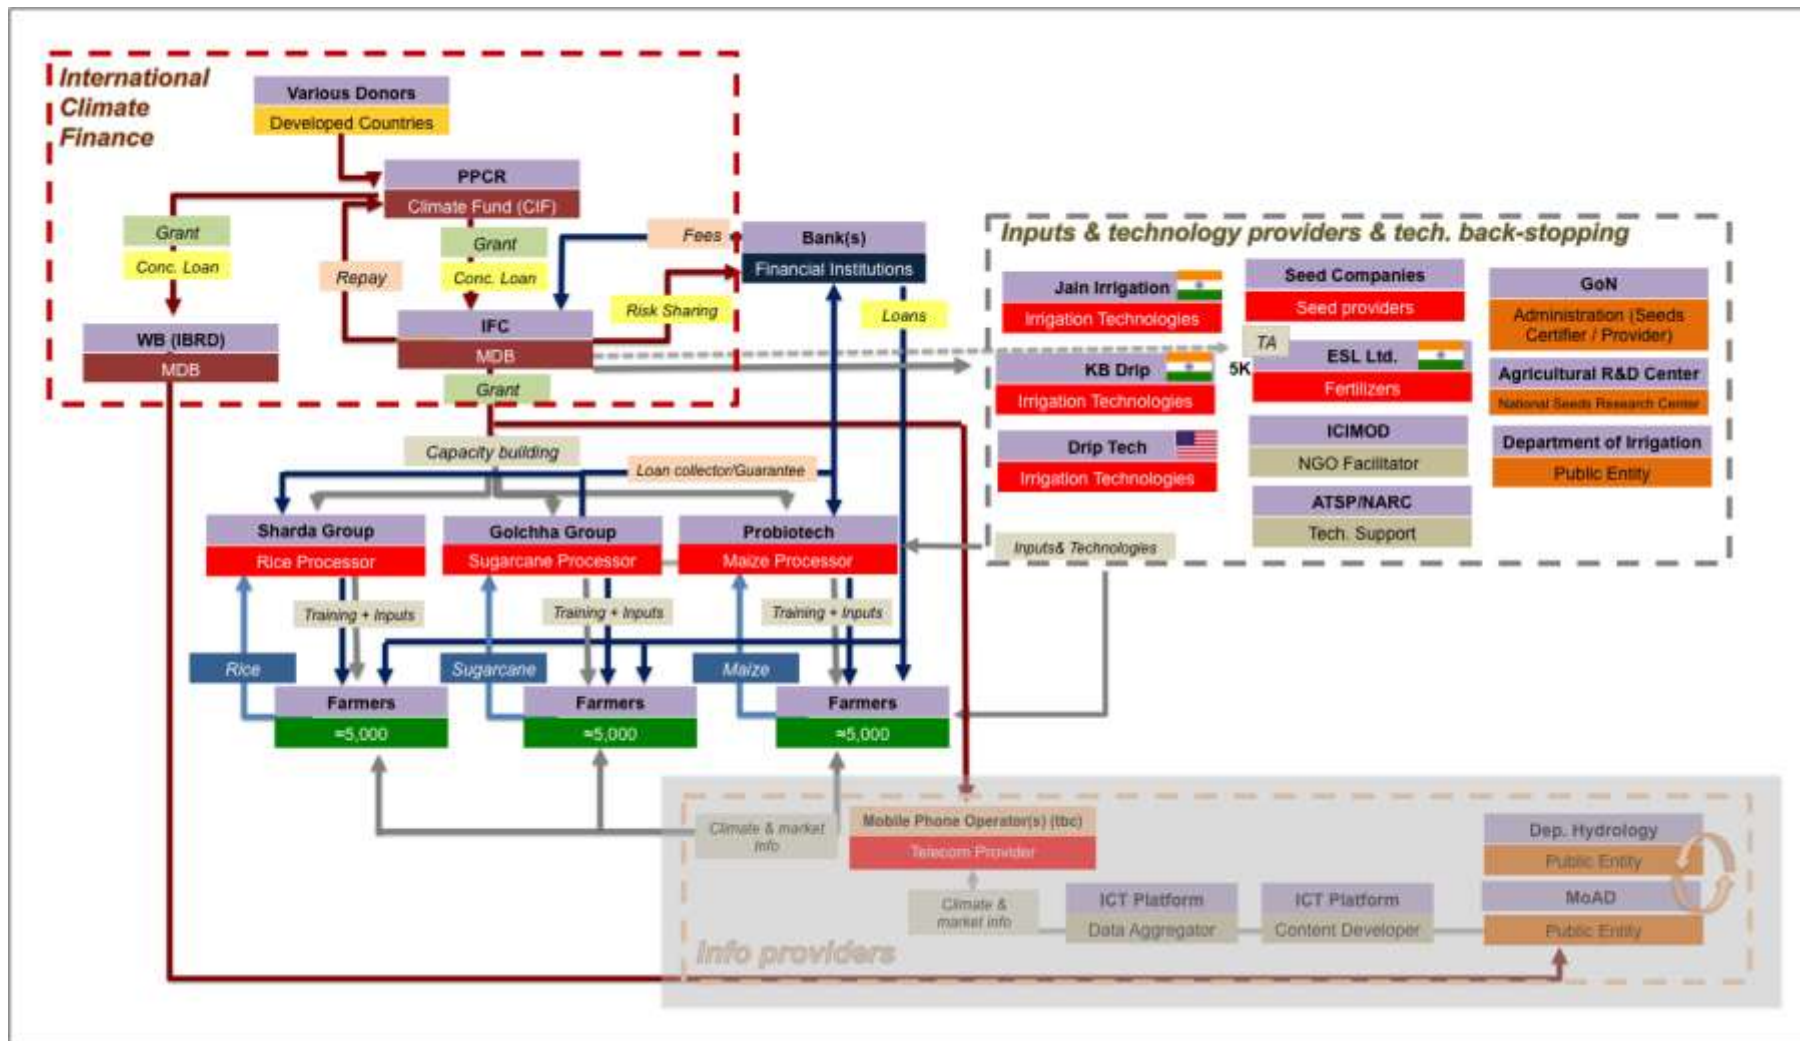 International
Climate
Finance
Various Donors
Developed Countries
PPCR
Climate Fund (CIF)
Grant
Conc. Loan
Repay
Grant
Conc. Loan
Fees
Risk Sharing
Bank(s)
Financial Institutions
Loans
WB (IBRD)
MDB
IFC
MDB
Grant
Capacity building
Loan collector/Guarantee
Inputs & technology providers & tech. back-stopping
Jain Irrigation
Irrigation Technologies
KB Drip
Irrigation Technologies
Drip Tech
Irrigation Technologies
Seed Companies
Seed providers
TA
5K
ESL Ltd.
Fertilizers
ICIMOD
NGO Facilitator
ATSP/NARC
Tech. Support
GoN
Administration (Seeds
Certifier / Provider)
Agricultural R&D Center
National Seeds Research Center
Department of Irrigation
Public Entity
Inputs& Technologies
Sharda Group
Rice Processor
Golchha Group
Sugarcane Processor
Probiotech
Maize Processor
Training + Inputs
Training + Inputs
Training + Inputs
Rice
Sugarcane
Maize
Farmers
≈5,000
Farmers
≈5,000
Farmers
≈5,000
Climate & market
Info
Mobile Phone Operator(s) (tbc)
Telecom Provider
Climate &
market info
ICT Platform
Data Aggregator
ICT Platform
Content Developer
Dep. Hydrology
Public Entity
MoAD
Public Entity
Info providers